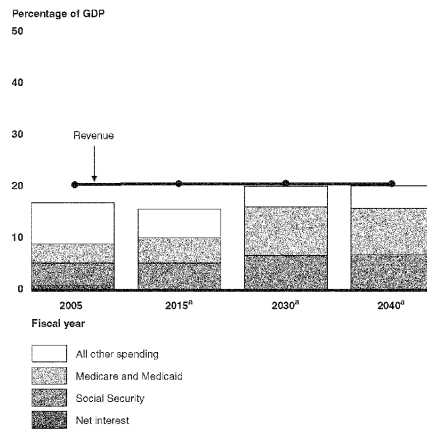 Percentage of GDP
50
40
30
Revenue
20
10
0
2005 2015a 2030a 2040a
Fiscal year
All other spending
Medicare and Medicaid
Social Security
Net interest